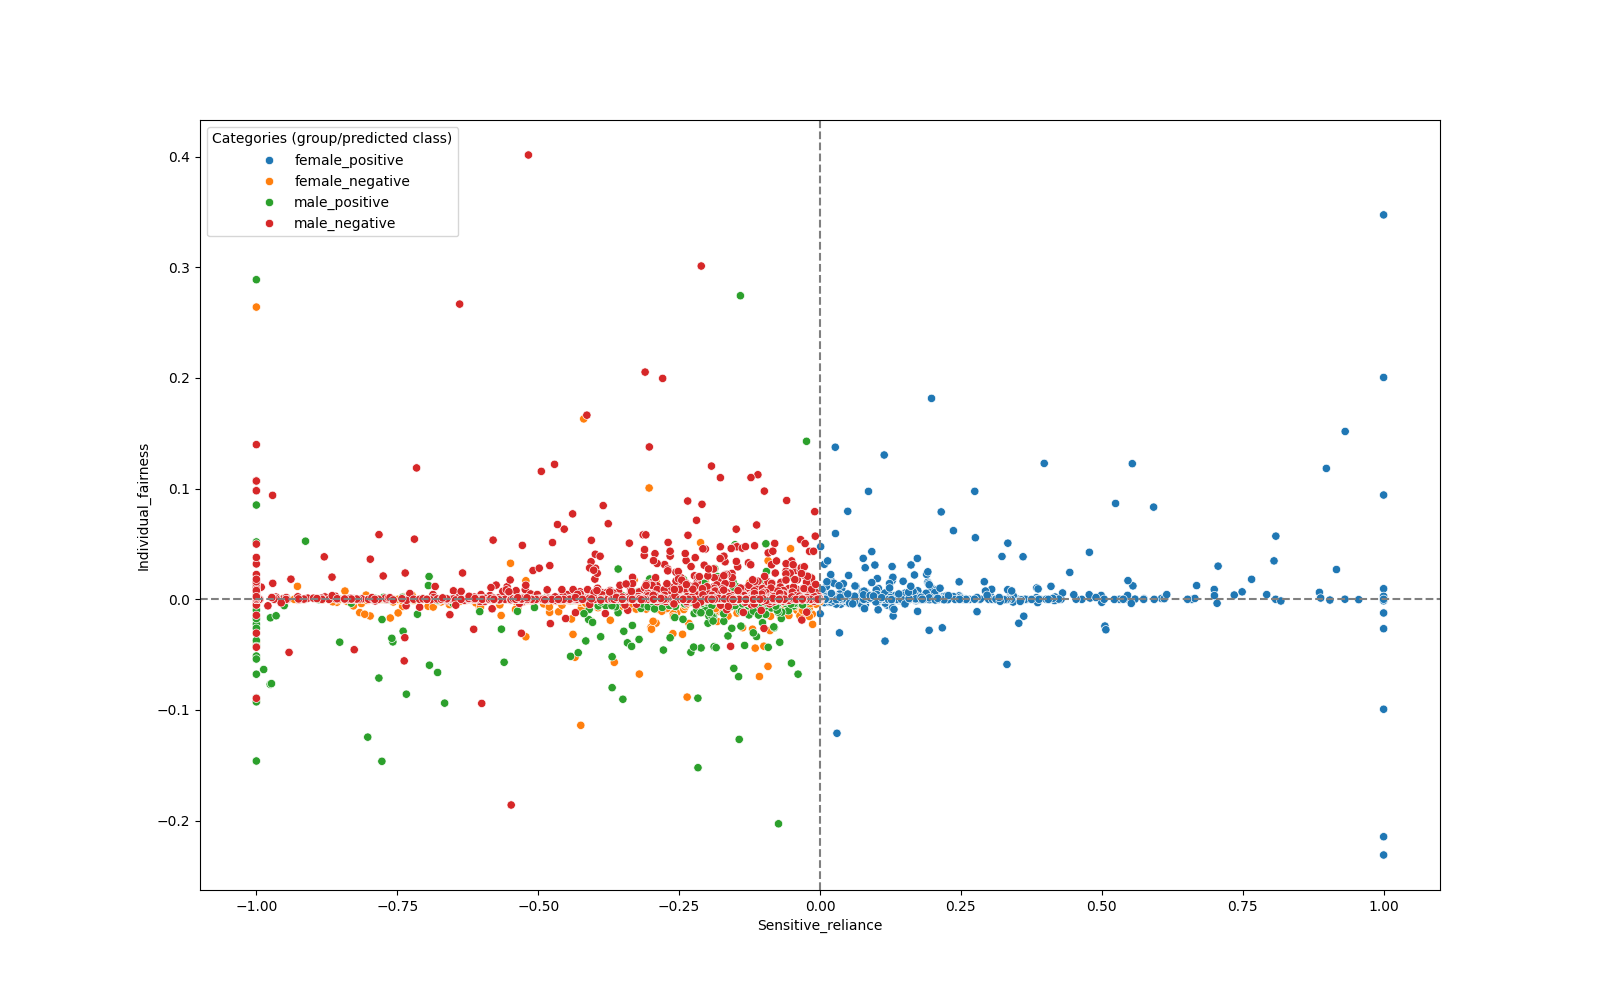 Categories (group/predicted class)
female_positive
female_negative
male_positive
male_negative
0.4
0.3
0.2
0.1
0.0
−0.1
−0.2
Individual_fairness
−1.00
−0.75
−0.50
−0.25
0.00
0.25
0.50
0.75
1.00
Sensitive_reliance